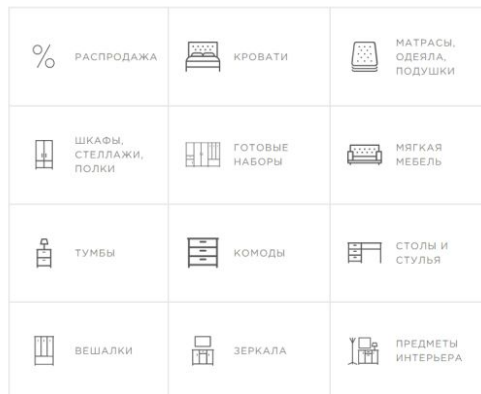 %
РАСПРОДАЖА
КРОВАТИ
МАТРАСЫ,
ОДЕЯЛА,
ПОДУШКИ
ШКАФЫ,
СТЕЛЛАЖИ,
ПОЛКИ
ГОТОВЫЕ
НАБОРЫ
МЯГКАЯ
МЕБЕЛЬ
ТУМБЫ
КОМОДЫ
СТОЛЫ И
СТУЛЬЯ
ВЕШАЛКИ
ЗЕРКАЛА
ПРЕДМЕТЫ
ИНТЕРЬЕРА